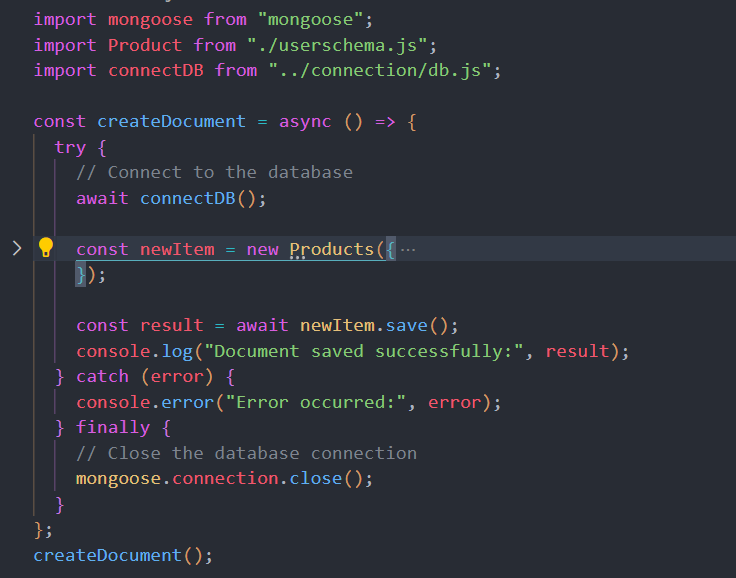 import mongoose from "mongoose";
import Product from "./userschema.js";
import connectDB from "../connection/db.js";
const createDocument = async () => {
try {
// Connect to the database
await connectDB();
const newItem = new Products({ ···
});
const result = await newItem.save();
console.log("Document saved successfully:", result);
} catch (error) {
console.error("Error occurred:", error);
} finally {
// Close the database connection
mongoose.connection.close();
}
};
createDocument();